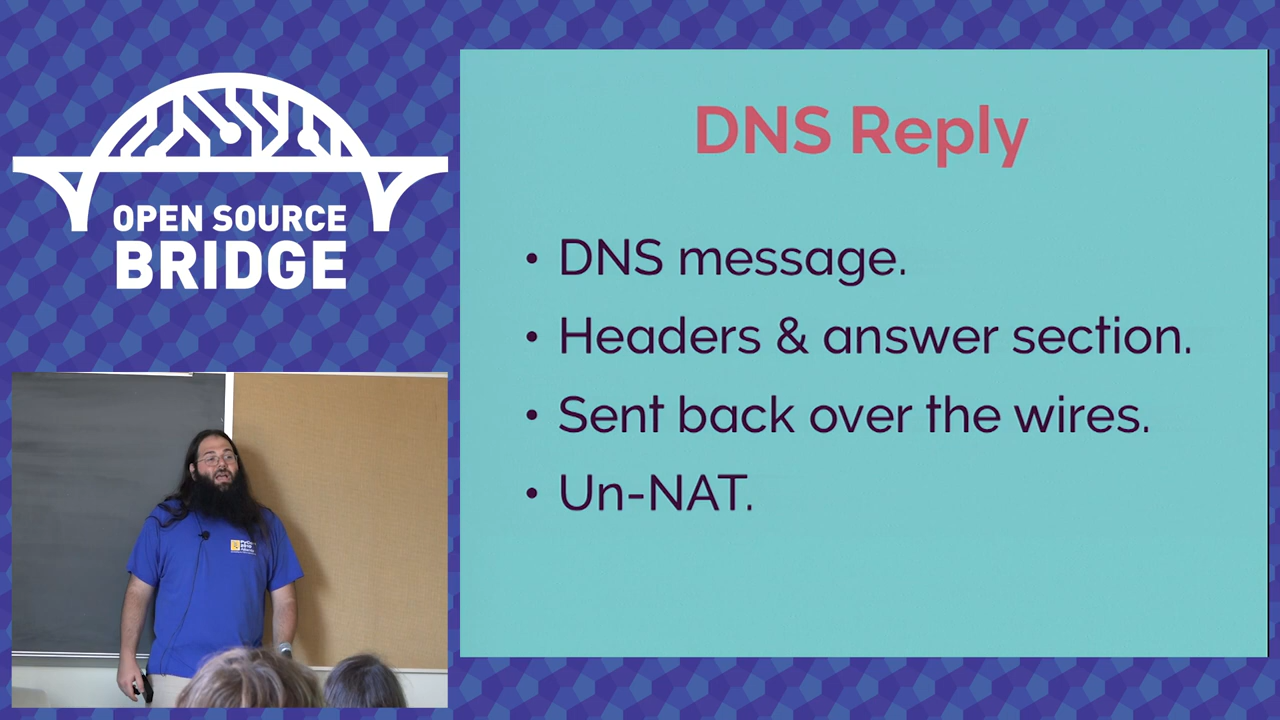 OPEN SOURCE
BRIDGE
DNS Reply
• DNS message.
• Headers & answer section.
• Sent back over the wires.
• Un-NAT.